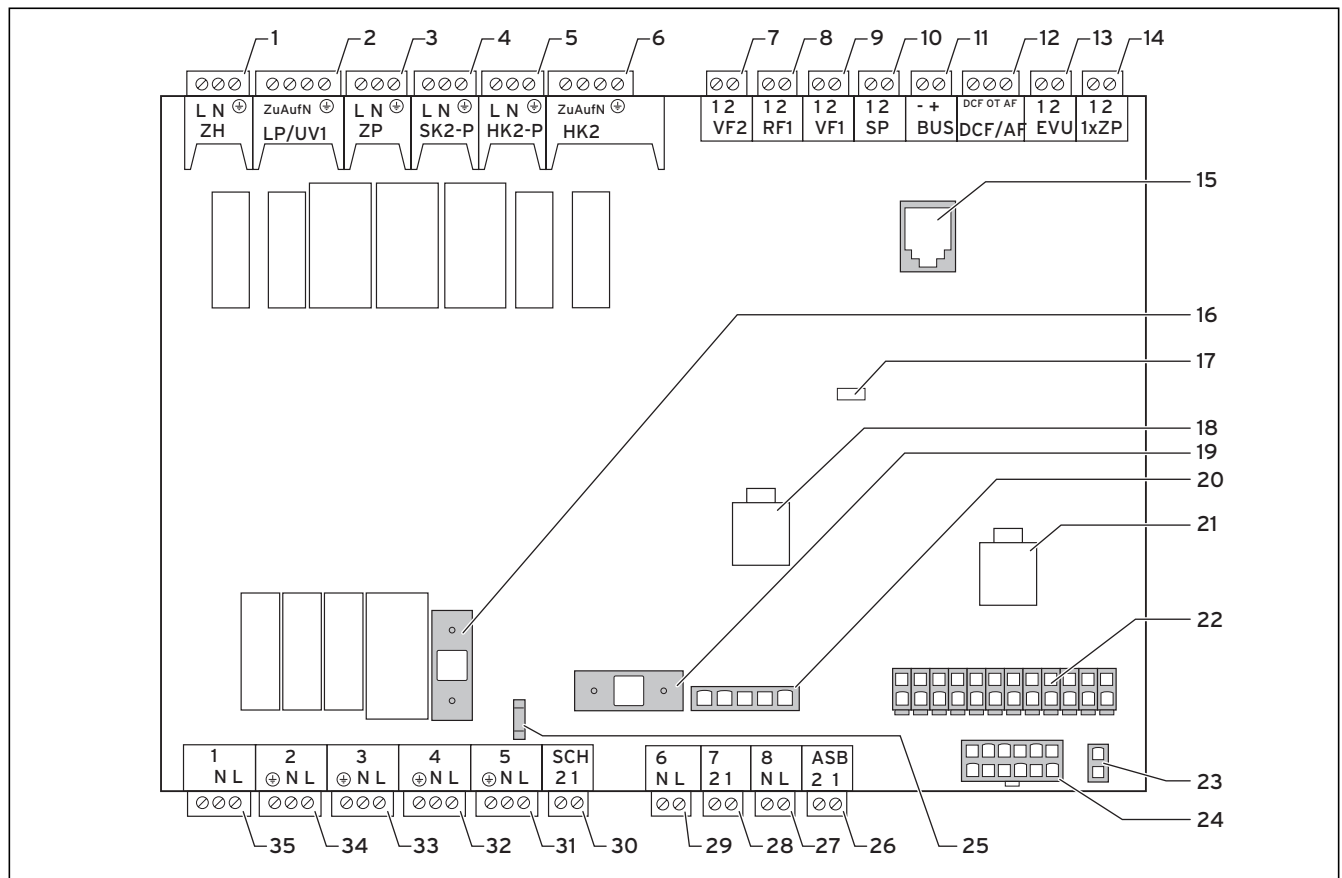 1 2 3 4 5 6 7 8 9 10 11 12 13 14
L N ZuAufN L N L N L N ZuAufN 1 2 1 2 1 2 1 2 - + DCF OT AF 1 2 1 2
ZH LP/UV1 ZP SK2-P HK2-P HK2 VF2 RF1 VF1 SP BUS DCF/AF EVU 1xZP
15
16
17
18
19
20
21
22
1 2 3 4 5 SCH 6 7 8 ASB
N L N L N L N L N L 2 1 N L 2 1 N L 2 1
23
24
35 34 33 32 31 30 29 28 27 26 25